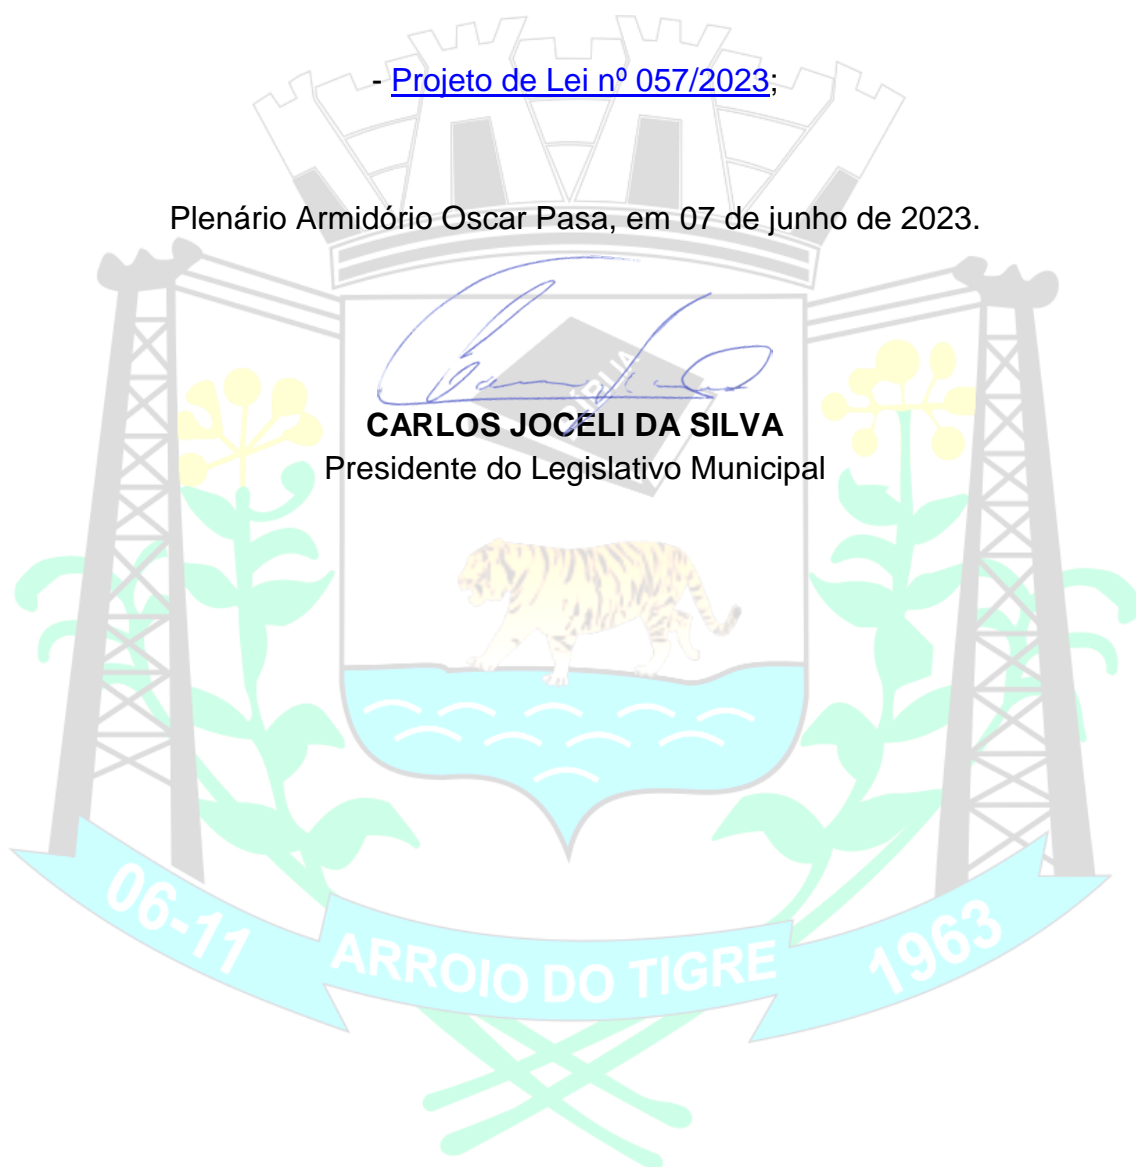 - Projeto de Lei nº 057/2023;
Plenário Armidório Oscar Pasa, em 07 de junho de 2023.
CARLOS JOCELI DA SILVA
Presidente do Legislativo Municipal
06-11
ARROIO DO TIGRE
1963